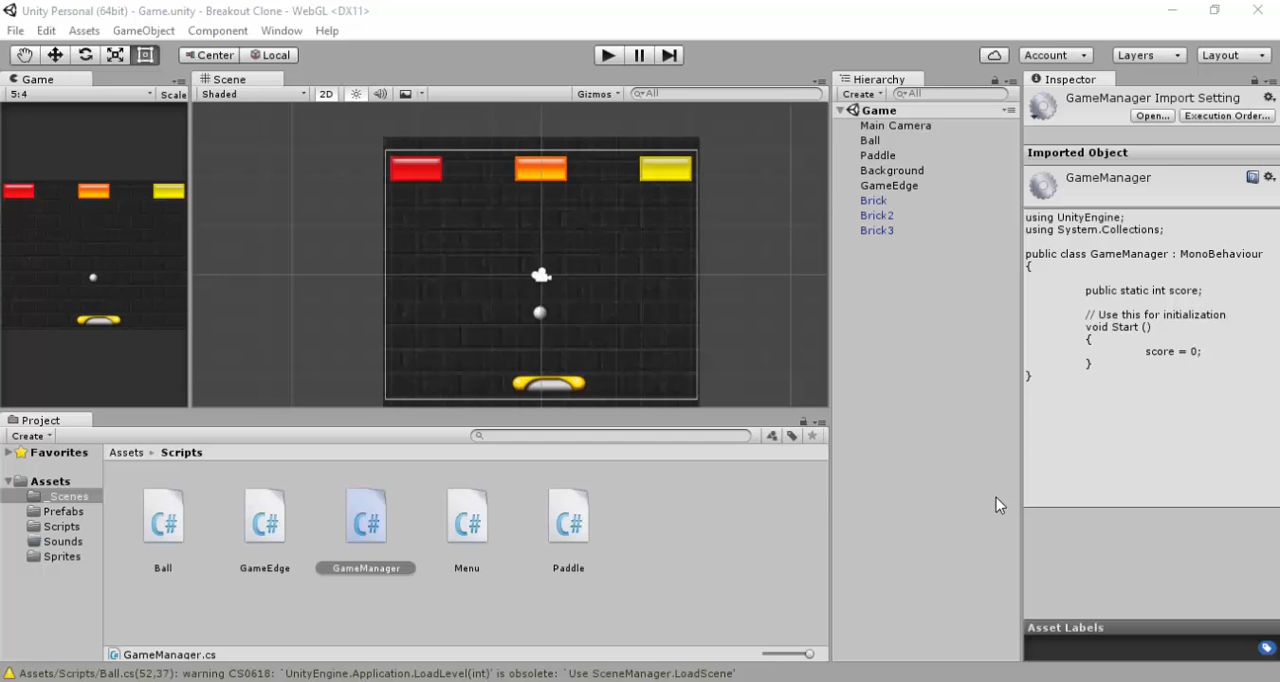 Unity Personal (64bit) - Game.unity - Breakout Clone - WebGL <DX11>
File Edit Assets GameObject Component Window Help
Center Local Account Layers Layout
Game Scene Hierarchy Inspector
5:4 Scale Shaded 2D Gizmos All Create All
GameManager Import Setting
Open... Execution Order...
Game
Main Camera
Ball
Paddle
Background
GameEdge
Brick
Brick2
Brick3
Imported Object
GameManager
using UnityEngine;
using System.Collections;
public class GameManager : MonoBehaviour
{
public static int score;
// Use this for initialization
void Start ()
{
score = 0;
}
}
Project
Create
Favorites
Assets
_Scenes
Prefabs
Scripts
Sounds
Sprites
Assets Scripts
C# C# C# C# C#
Ball GameEdge GameManager Menu Paddle
GameManager.cs
Asset Labels
Assets/Scripts/Ball.cs(52,37): warning CS0618: `UnityEngine.Application.LoadLevel(int)' is obsolete: `Use SceneManager.LoadScene'